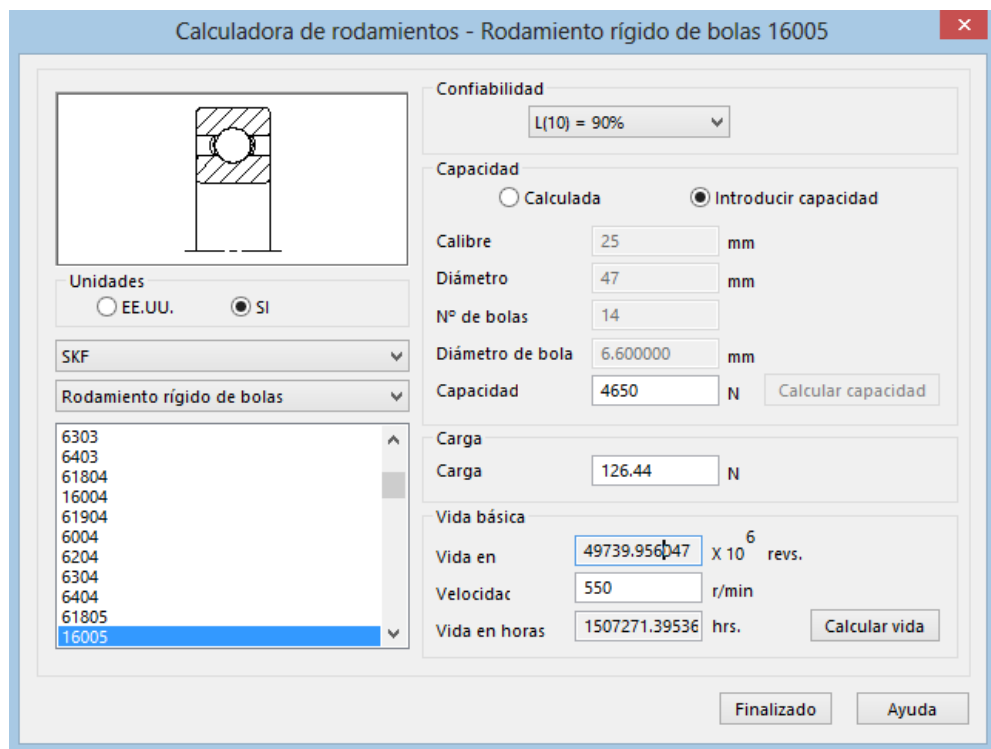 Calculadora de rodamientos - Rodamiento rígido de bolas 16005
Unidades
EE.UU.
SI
SKF
Rodamiento rígido de bolas
6303
6403
61804
16004
61904
6004
6204
6304
6404
61805
16005
Confiabilidad
L(10) = 90%
Capacidad
Calculada
Introducir capacidad
Calibre 25 mm
Diámetro 47 mm
Nº de bolas 14
Diámetro de bola 6.600000 mm
Capacidad 4650 N Calcular capacidad
Carga
Carga 126.44 N
Vida básica
Vida en 49739.956047 X 10 6 revs.
Velocidac 550 r/min
Vida en horas 1507271.39536 hrs. Calcular vida
Finalizado Ayuda